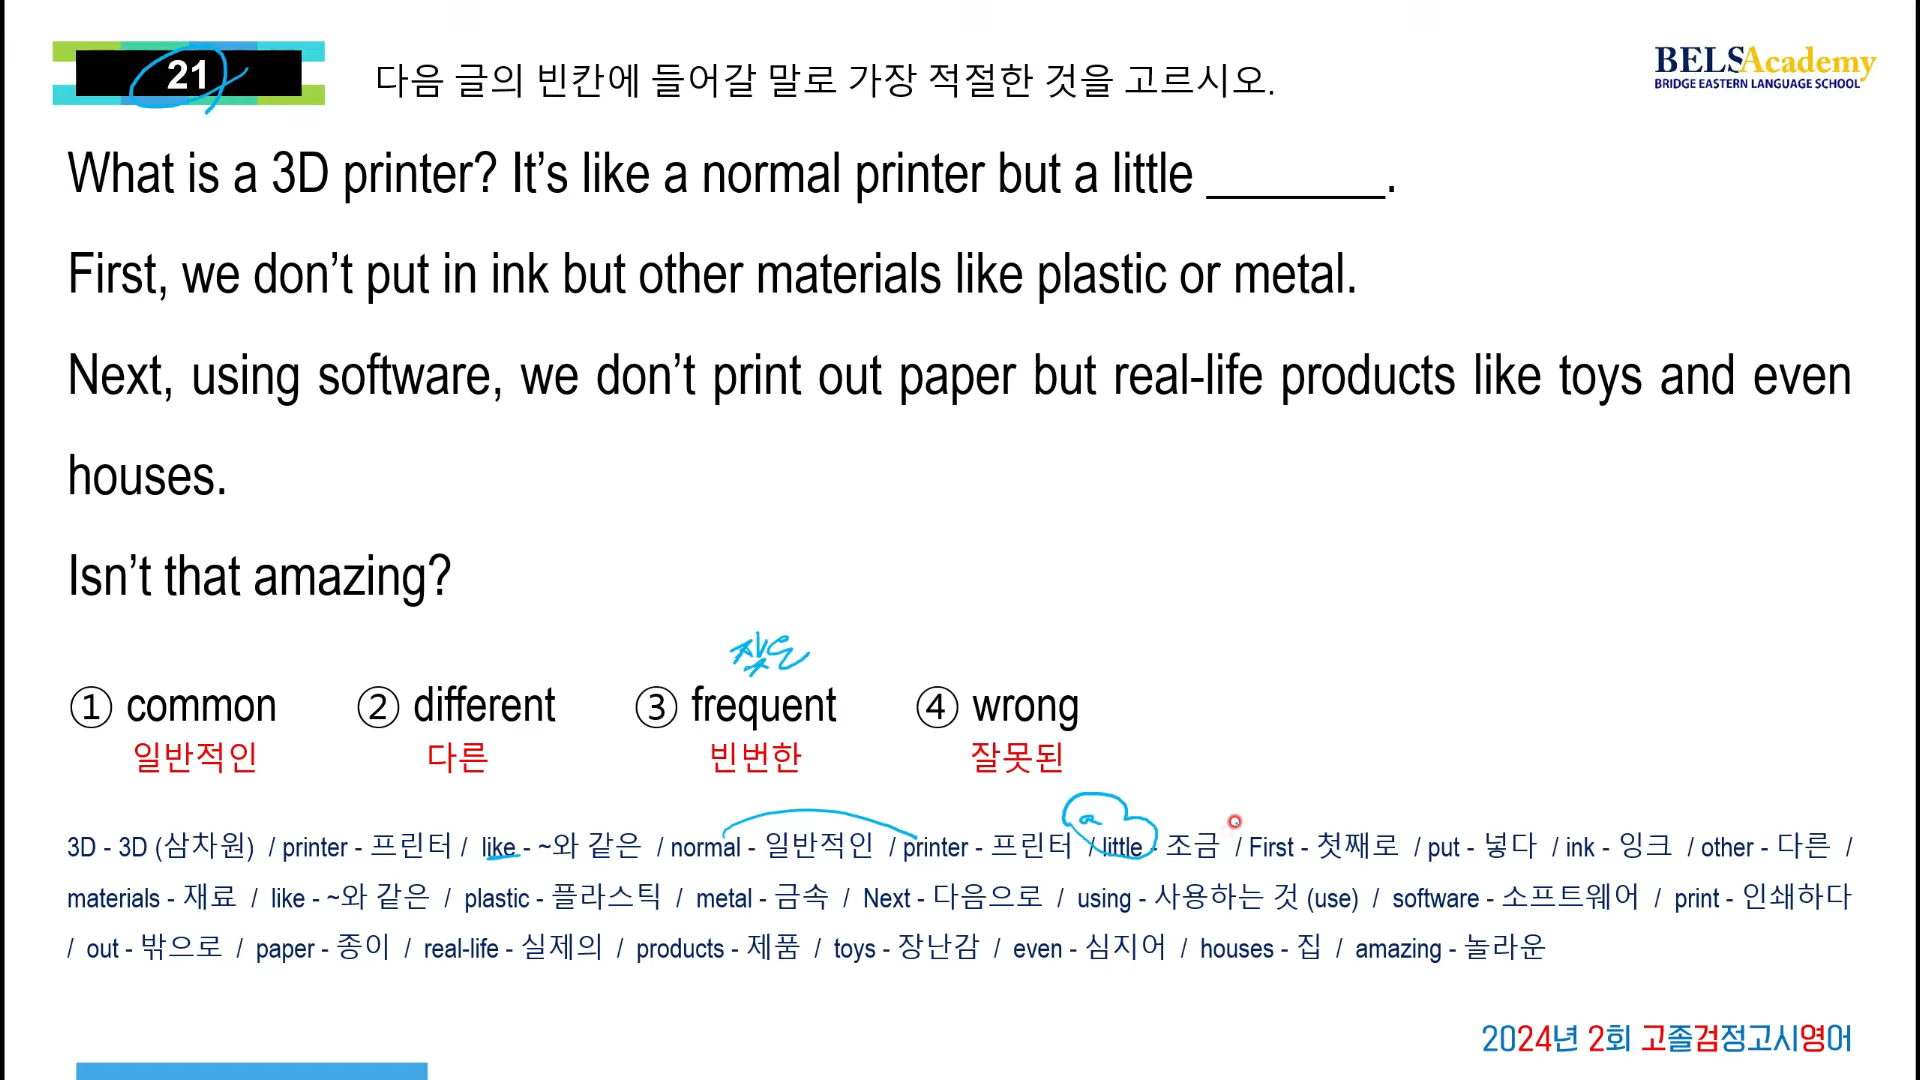 21
다음 글의 빈칸에 들어갈 말로 가장 적절한 것을 고르시오.
BELSAcademy
BRIDGE EASTERN LANGUAGE SCHOOL
What is a 3D printer? It’s like a normal printer but a little _______.
First, we don’t put in ink but other materials like plastic or metal.
Next, using software, we don’t print out paper but real-life products like toys and even
houses.
Isn’t that amazing?
잦은
① common ② different ③ frequent ④ wrong
일반적인 다른 빈번한 잘못된
a
3D - 3D (삼차원) / printer - 프린터 / like - ~와 같은 / normal - 일반적인 / printer - 프린터 / little - 조금 / First - 첫째로 / put - 넣다 / ink - 잉크 / other - 다른 /
materials - 재료 / like - ~와 같은 / plastic - 플라스틱 / metal - 금속 / Next - 다음으로 / using - 사용하는 것 (use) / software - 소프트웨어 / print - 인쇄하다
/ out - 밖으로 / paper - 종이 / real-life - 실제의 / products - 제품 / toys - 장난감 / even - 심지어 / houses - 집 / amazing - 놀라운
2024년 2회 고졸검정고시영어